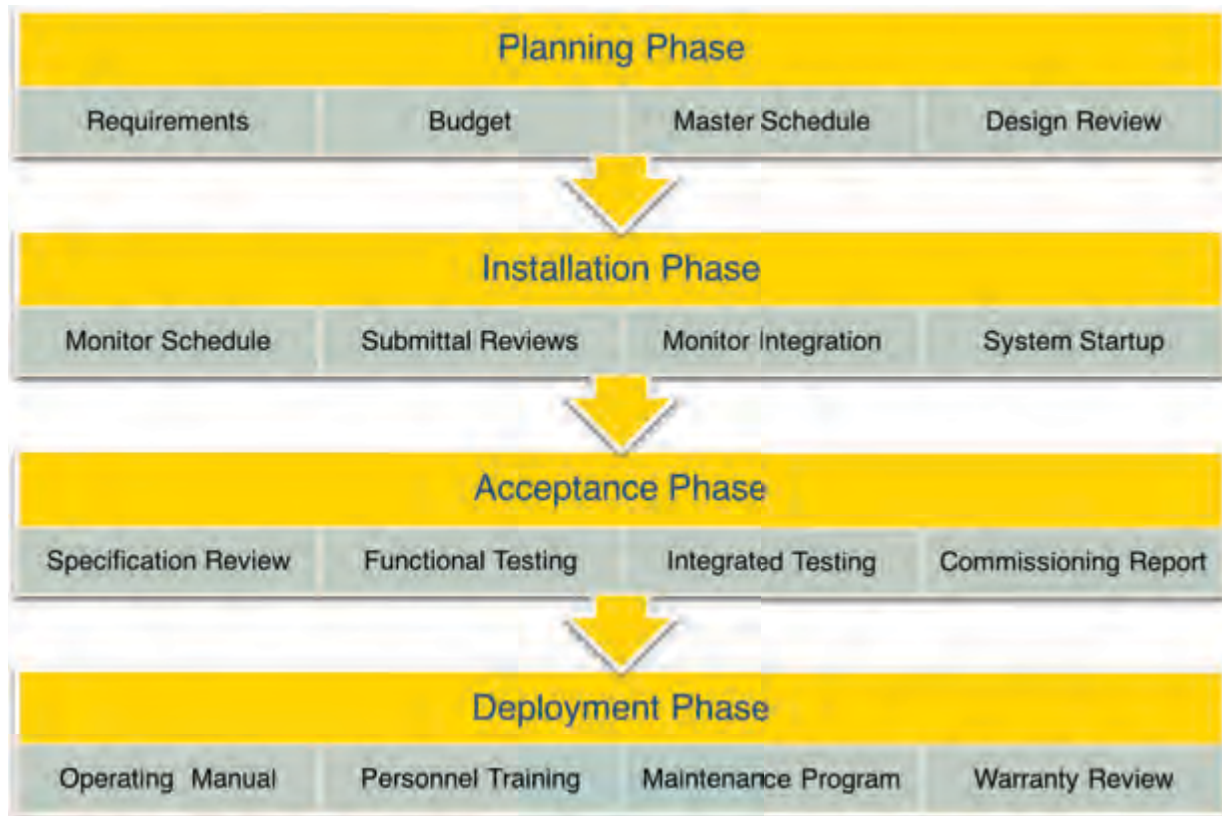 Planning Phase
Requirements Budget Master Schedule Design Review
Installation Phase
Monitor Schedule Submittal Reviews Monitor Integration System Startup
Acceptance Phase
Specification Review Functional Testing Integrated Testing Commissioning Report
Deployment Phase
Operating Manual Personnel Training Maintenance Program Warranty Review